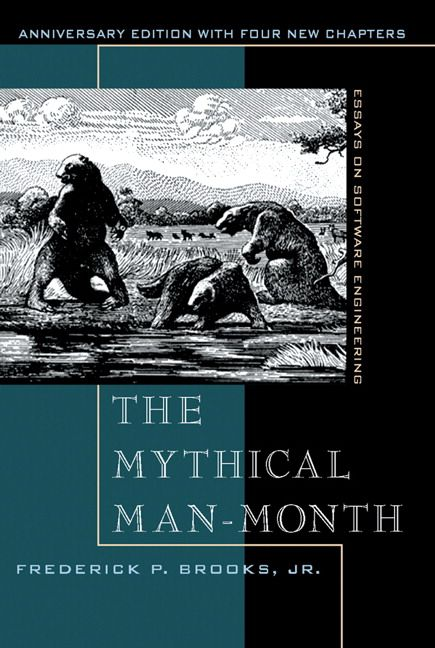 ANNIVERSARY EDITION WITH FOUR NEW CHAPTERS
ESSAYS ON SOFTWARE ENGINEERING
THE
MYTHICAL
MAN-MONTH
FREDERICK P. BROOKS, JR.